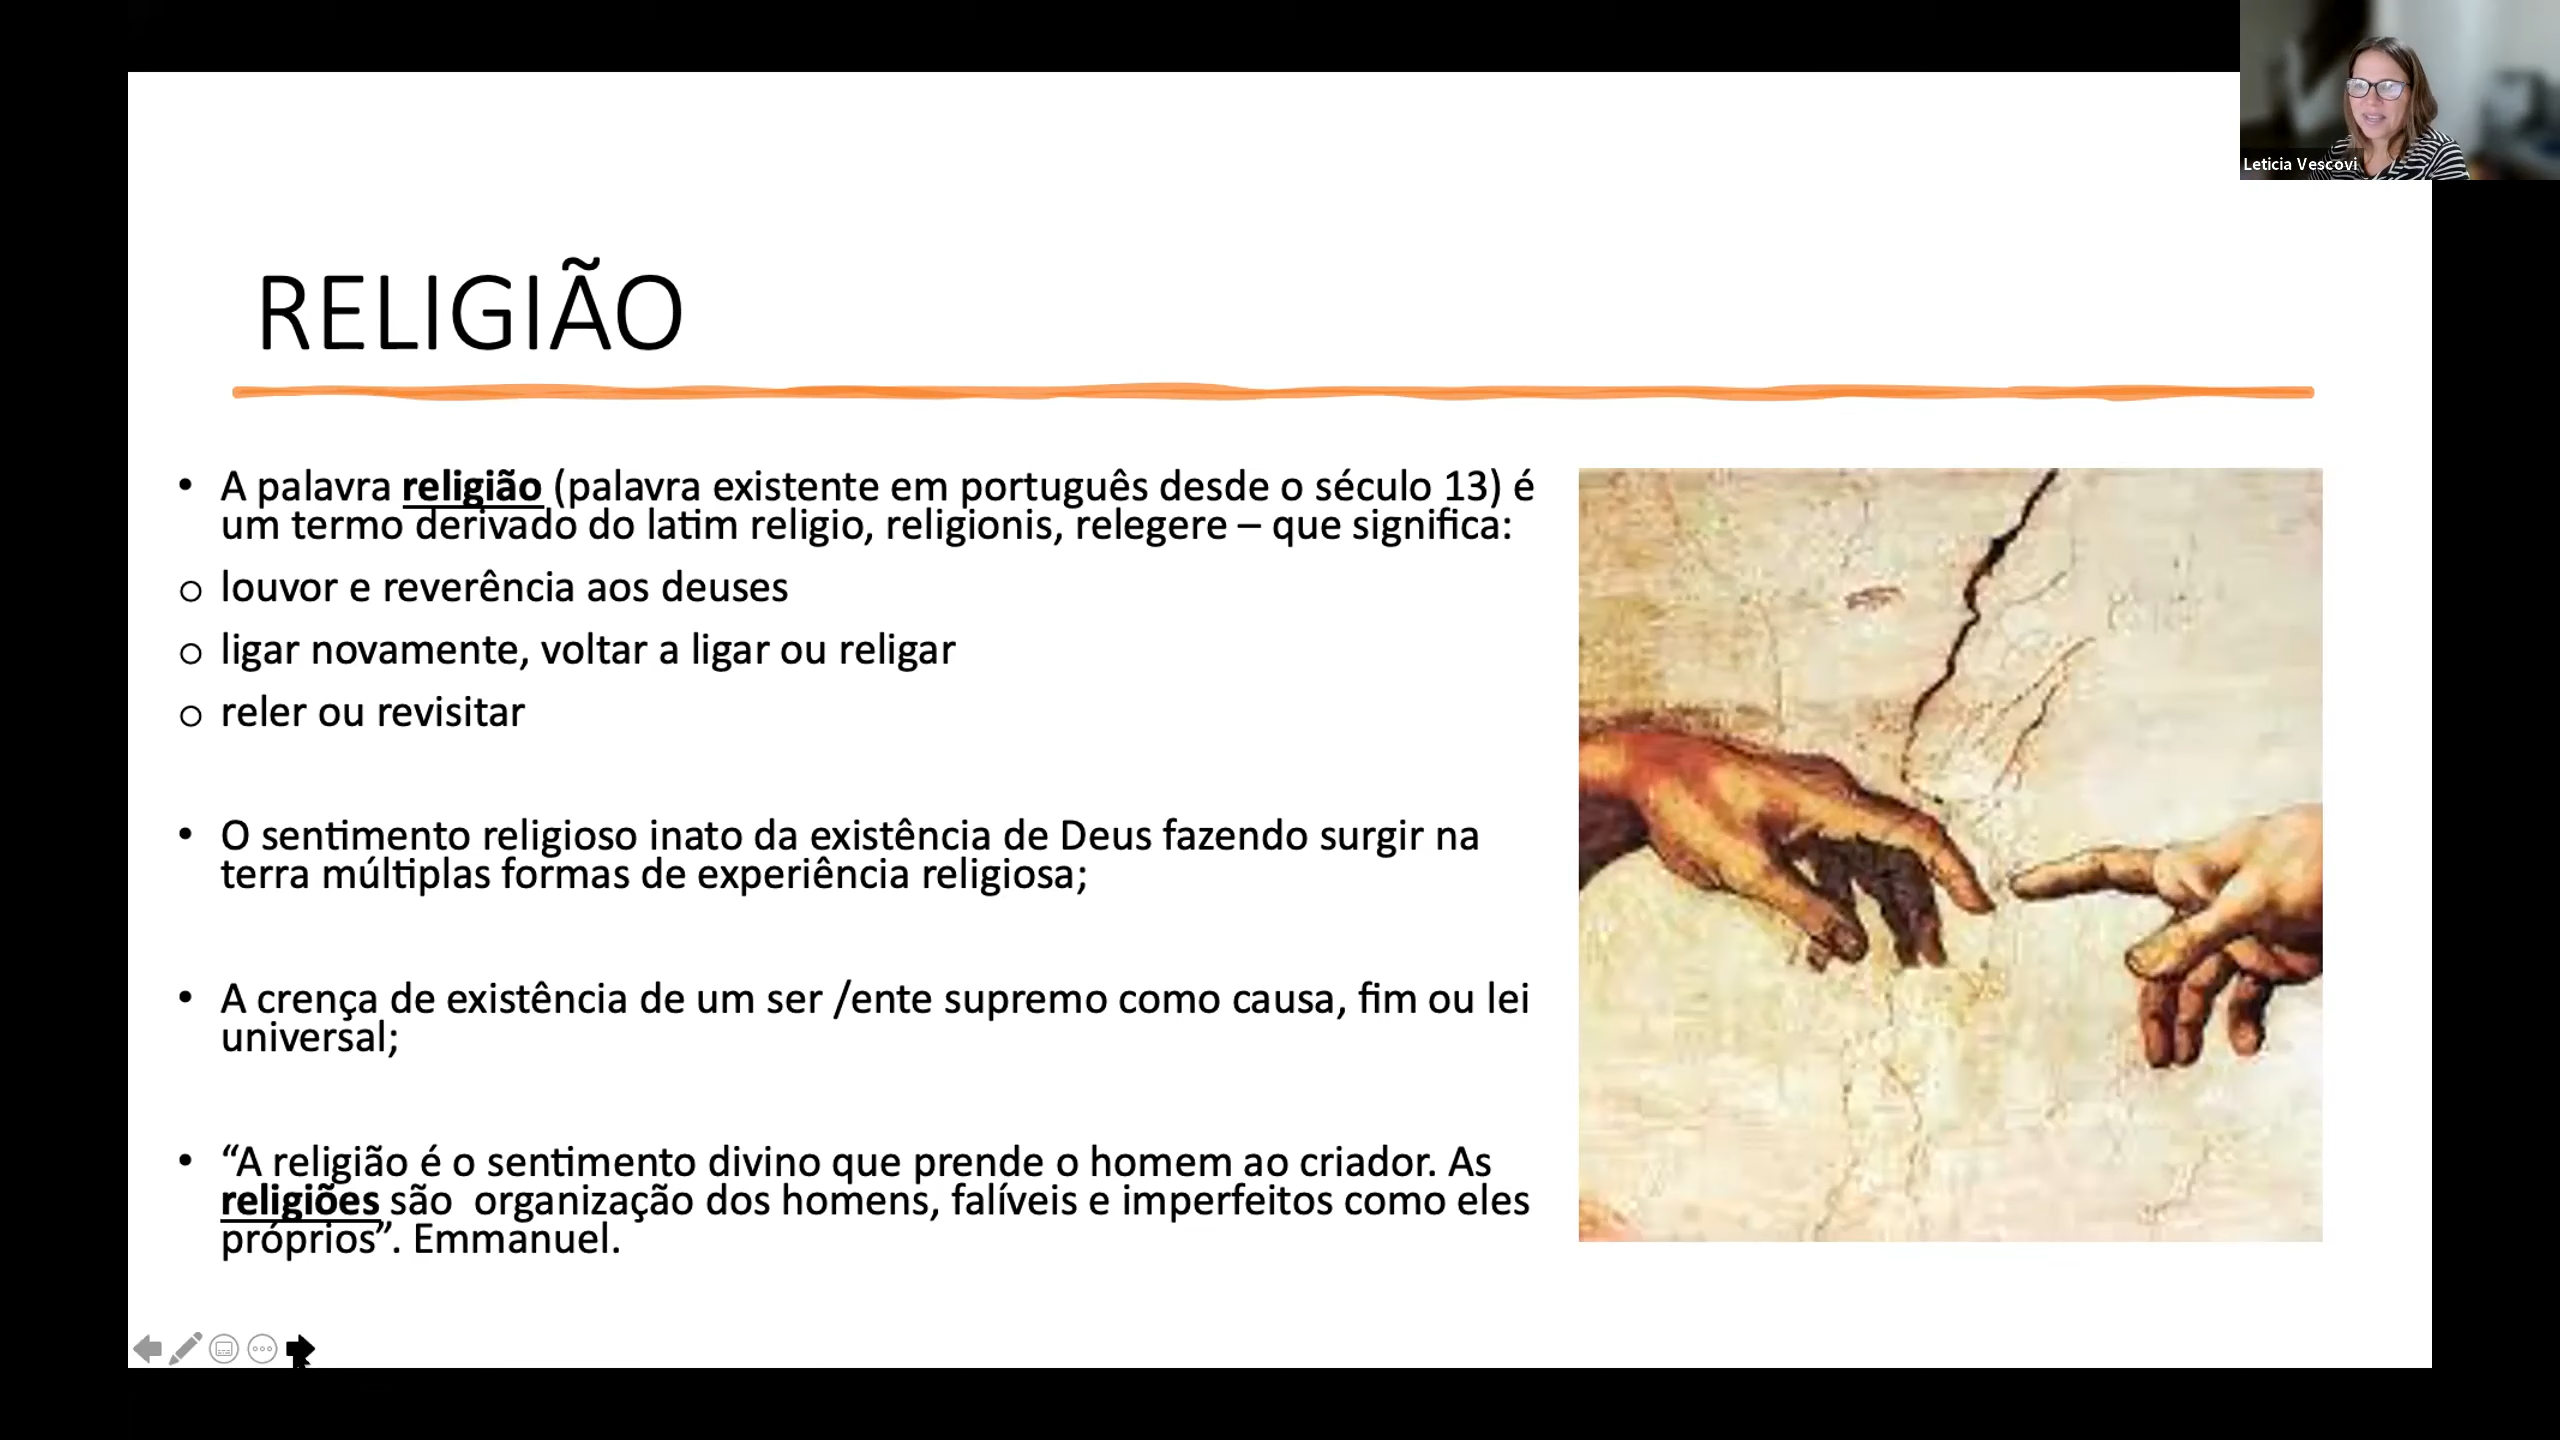 Leticia Vescovi
RELIGIÃO
• A palavra religião (palavra existente em português desde o século 13) é
um termo derivado do latim religio, religionis, relegere – que significa:
o louvor e reverência aos deuses
o ligar novamente, voltar a ligar ou religar
o reler ou revisitar
• O sentimento religioso inato da existência de Deus fazendo surgir na
terra múltiplas formas de experiência religiosa;
• A crença de existência de um ser /ente supremo como causa, fim ou lei
universal;
• “A religião é o sentimento divino que prende o homem ao criador. As
religiões são  organização dos homens, falíveis e imperfeitos como eles
próprios”. Emmanuel.